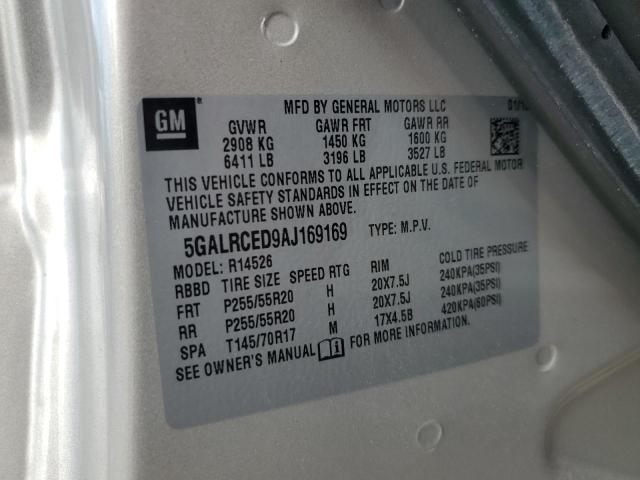 GM
MFD BY GENERAL MOTORS LLC
GVWR GAWR FRT GAWR RR
2908 KG 1450 KG 1600 KG
6411 LB 3196 LB 3527 LB
THIS VEHICLE CONFORMS TO ALL APPLICABLE U.S. FEDERAL MOTOR
VEHICLE SAFETY STANDARDS IN EFFECT ON THE DATE OF
MANUFACTURE SHOWN ABOVE.
5GALRCED9AJ169169 TYPE: M.P.V.
MODEL: R14526
RBBD TIRE SIZE SPEED RTG RIM COLD TIRE PRESSURE
FRT P255/55R20 H 20X7.5J 240KPA(35PSI)
RR P255/55R20 H 20X7.5J 240KPA(35PSI)
SPA T145/70R17 M 17X4.5B 420KPA(60PSI)
SEE OWNER'S MANUAL FOR MORE INFORMATION.